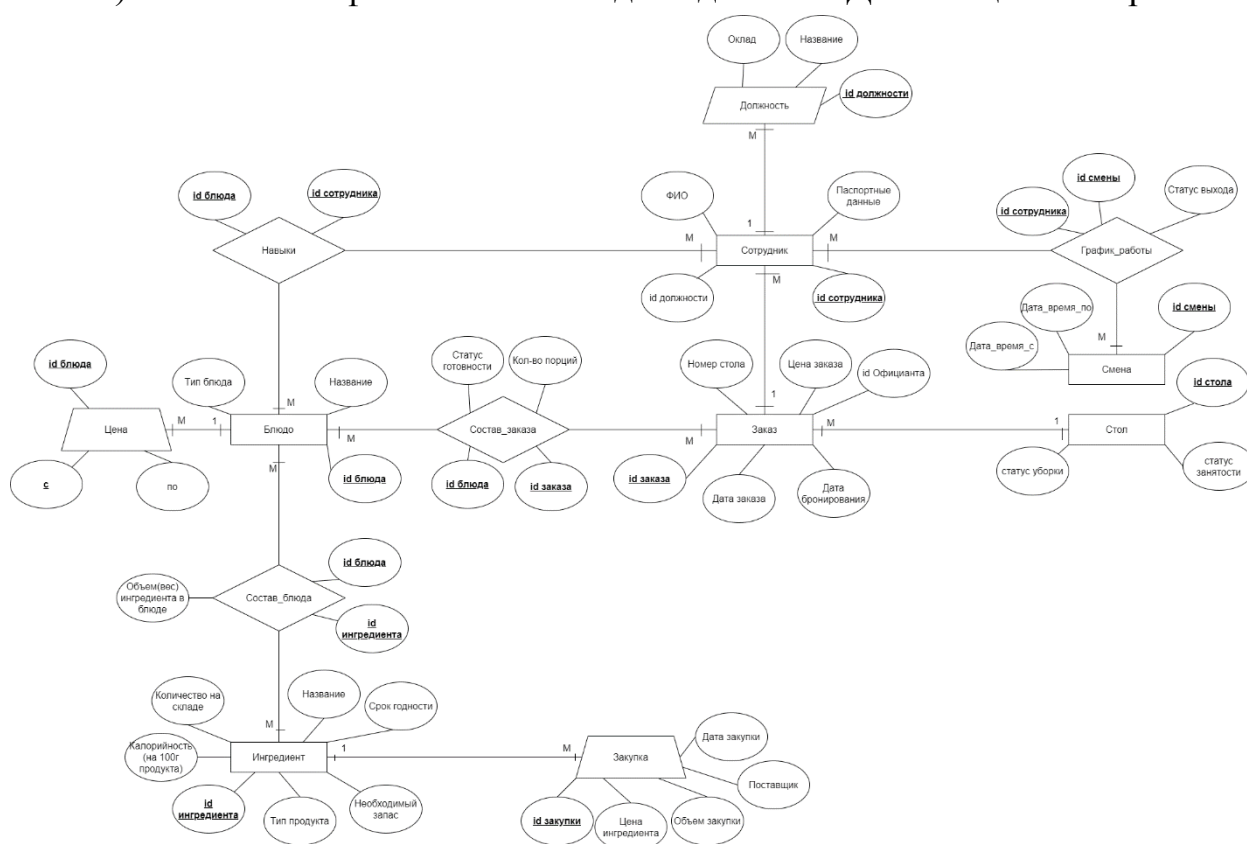 Оклад
Название
id должности
Должность
М
id блюда
id сотрудника
Навыки
ФИО
Паспортные
данные
1
М
М
Сотрудник
М
id должности
id сотрудника
id смены
Статус выхода
id сотрудника
График_работы
Дата_время_по
id смены
Дата_время_с
М
Смена
id блюда
Тип блюда
Название
М
Цена
М
1
Блюдо
М
с
по
id блюда
М
Статус
готовности
Кол-во порций
Состав_заказа
id блюда
id заказа
Номер стола
Цена заказа
id Официанта
1
М
Заказ
М
id заказа
Дата заказа
Дата
бронирования
id стола
1
Стол
статус уборки
статус
занятости
id блюда
Объем(вес)
ингредиента в
блюде
Состав_блюда
id
ингредиента
Количество на
складе
Название
Срок годности
М
Калорийность
(на 100г
продукта)
Ингредиент
1
id
ингредиента
Тип продукта
Необходимый
запас
М
Закупка
Дата закупки
Поставщик
id закупки
Цена
ингредиента
Объем закупки